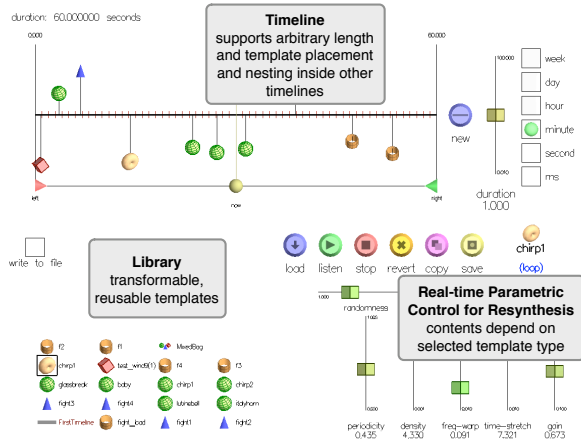 duration: 60.000000 seconds
Timeline
supports arbitrary length
and template placement
and nesting inside other
timelines
0.000
60.000
100.000
week
day
hour
minute
second
ms
new
0.010
duration
1.000
left
now
right
write to file
Library
transformable,
reusable templates
load
listen
stop
revert
copy
save
chirp1
(loop)
1.000
randomness
Real-time Parametric
Control for Resynthesis
contents depend on
selected template type
f2
f1
MixedBag
chirp1
test_wind9(1)
f4
f3
glassbreak
baby
chirp1
chirp2
fight3
fight4
lutinebell
tidyhorn
FirstTimeline
fight_bad
fight1
fight2
periodicity
density
freq-warp
time-stretch
gain
0.435
4.330
0.091
7.321
0.673